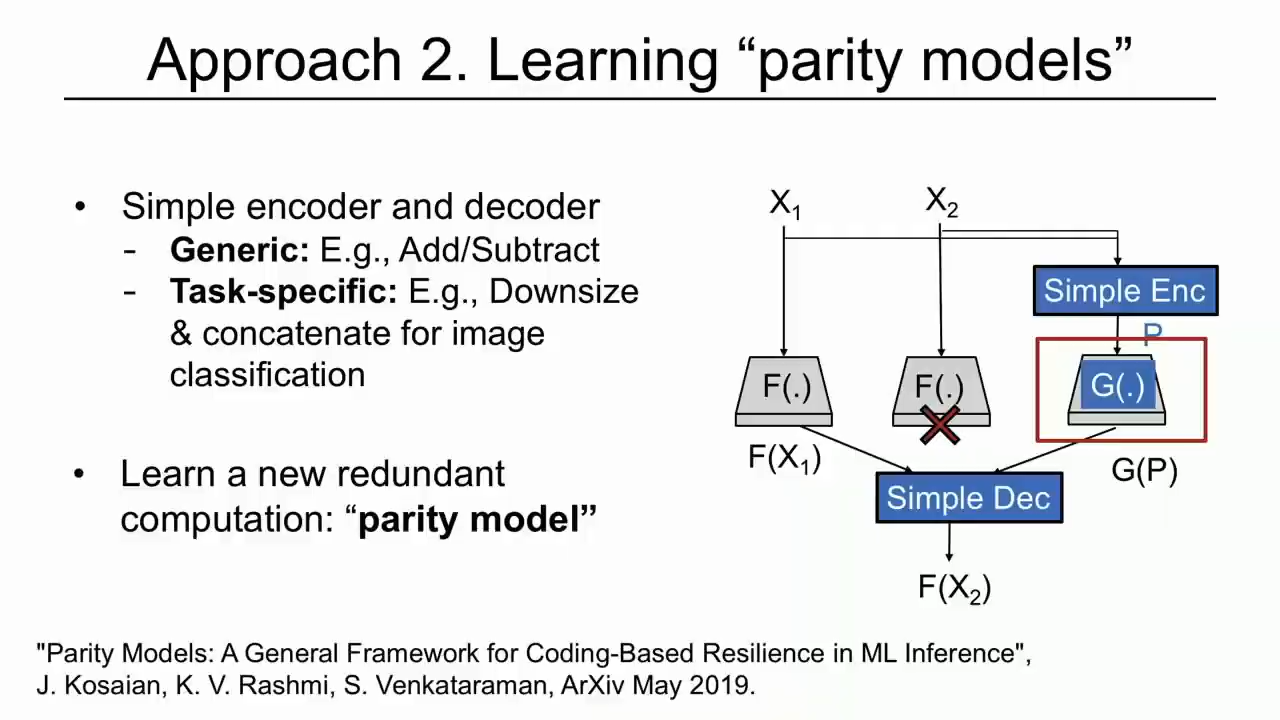 Approach 2. Learning “parity models”
• Simple encoder and decoder
- Generic: E.g., Add/Subtract
- Task-specific: E.g., Downsize
& concatenate for image
classification
• Learn a new redundant
computation: “parity model”
X₁
X₂
Simple Enc
P
F(.)
F(.)
G(.)
F(X₁)
G(P)
Simple Dec
F(X₂)
"Parity Models: A General Framework for Coding-Based Resilience in ML Inference",
J. Kosaian, K. V. Rashmi, S. Venkataraman, ArXiv May 2019.